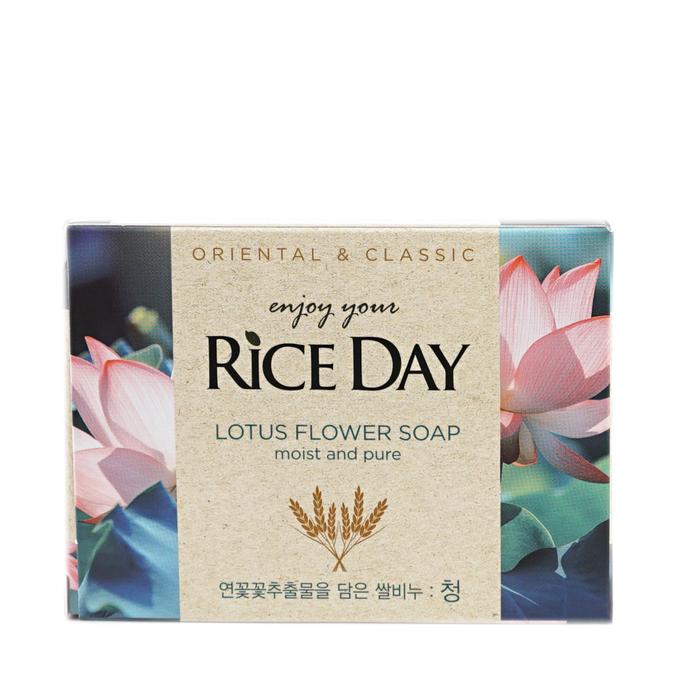 ORIENTAL & CLASSIC
enjoy your
RiCE DAY
LOTUS FLOWER SOAP
moist and pure
연꽃꽃추출물을 담은 쌀비누 : 청